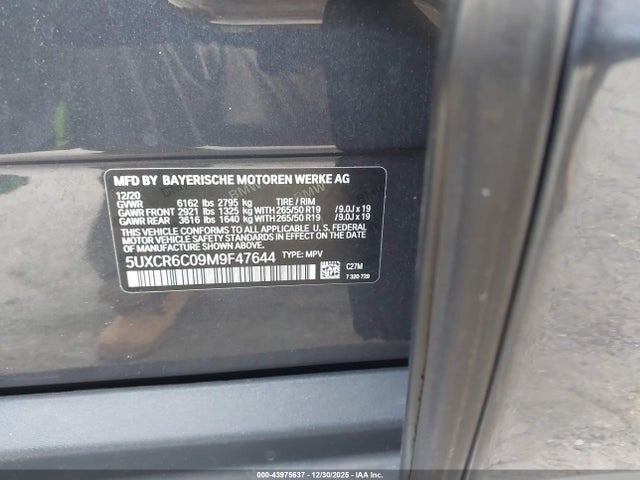 MFD BY BAYERISCHE MOTOREN WERKE AG
12/20
GVWR 6162 lbs 2795 kg TIRE / RIM
GAWR FRONT 2921 lbs 1325 kg WITH 265/50 R19 /9.0J x 19
GAWR REAR 3616 lbs 1640 kg WITH 265/50 R19 /9.0J x 19
THIS VEHICLE CONFORMS TO ALL APPLICABLE U. S. FEDERAL
MOTOR VEHICLE SAFETY STANDARDS IN EFFECT ON THE DATE OF
MANUFACTURE SHOWN ABOVE.
5UXCR6C09M9F47644 TYPE: MPV
C27M
7 320 729
000-43975637 - 12/30/2025 - IAA Inc.